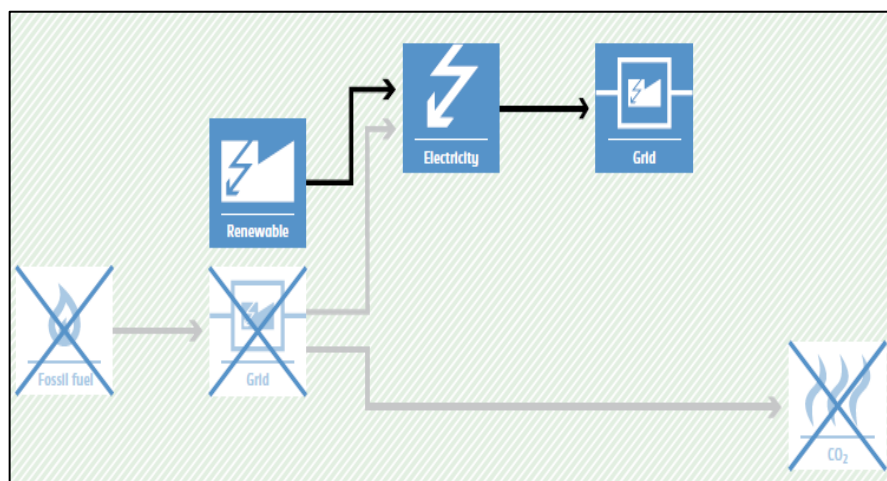 Electricity
Grid
Renewable
Fossil fuel
Grid
CO₂